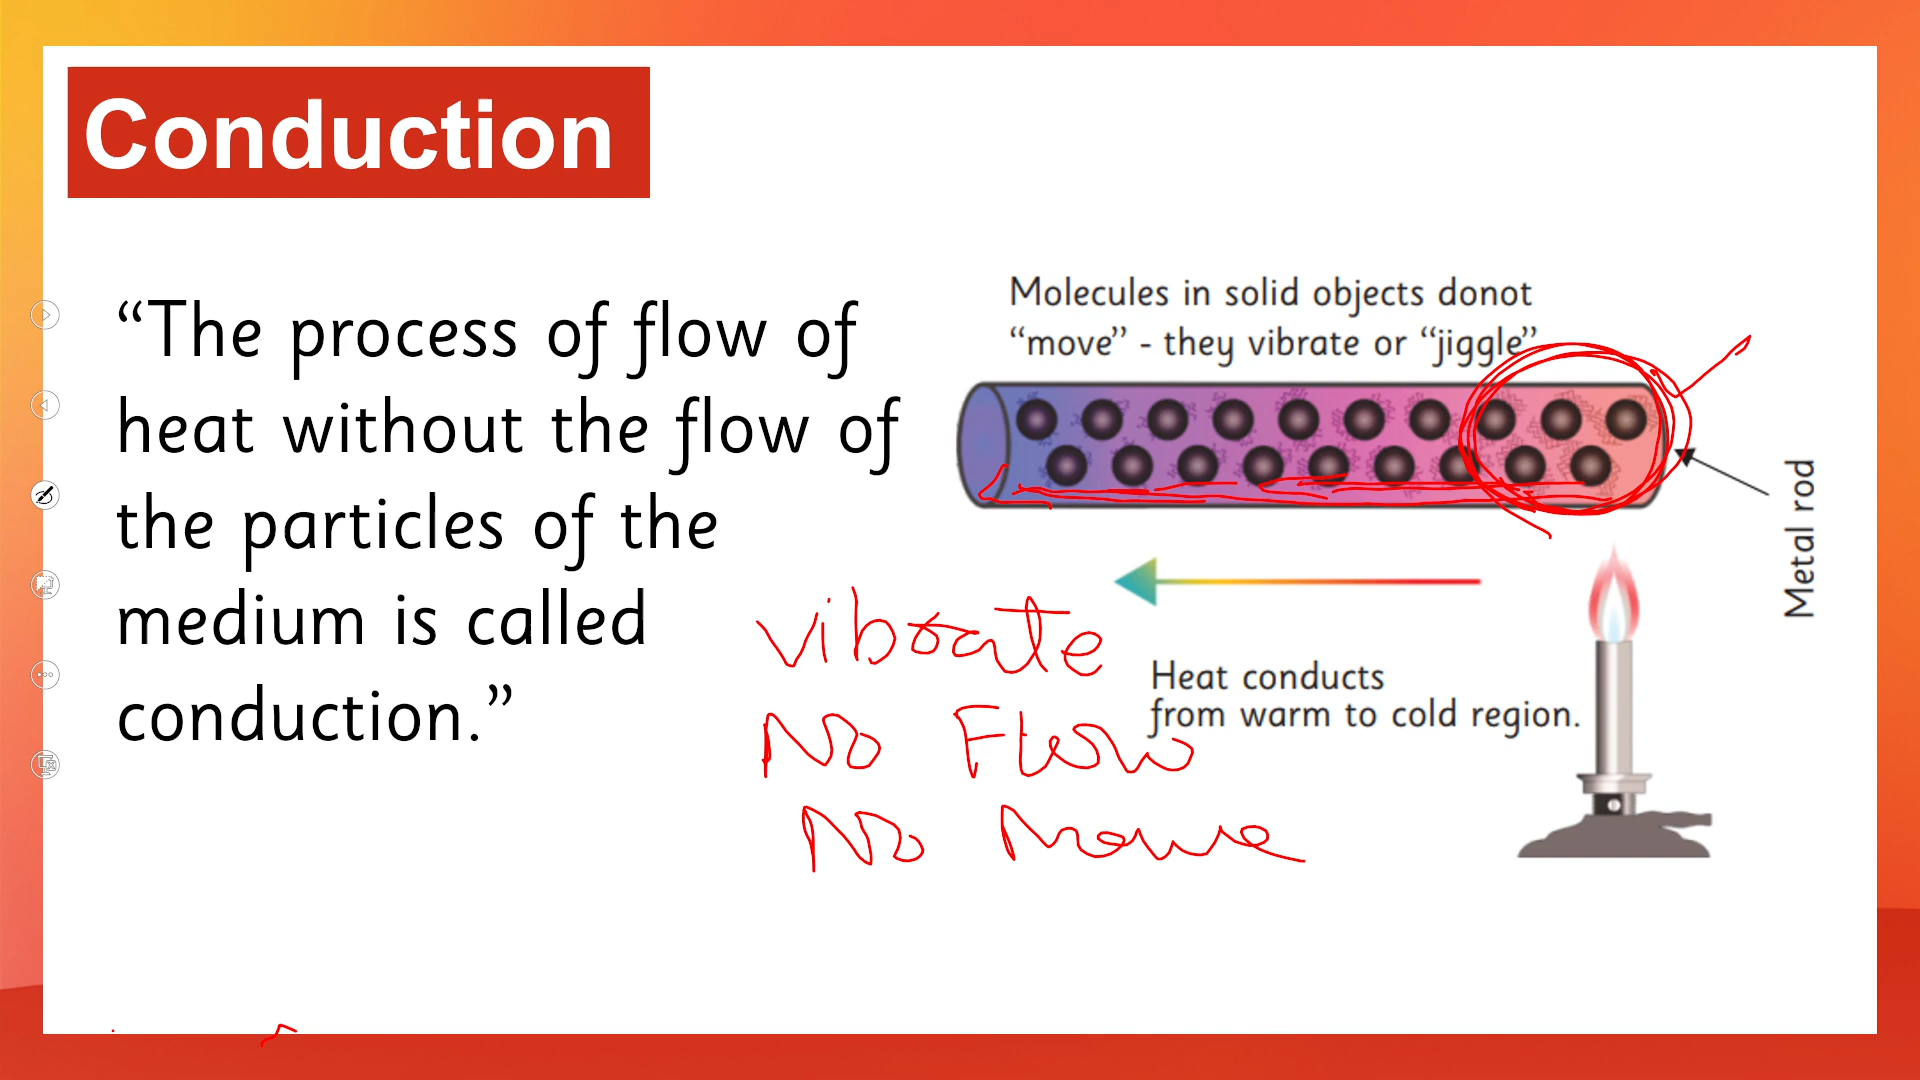 Conduction
“The process of flow of
heat without the flow of
the particles of the
medium is called
conduction.”
Molecules in solid objects donot
“move” - they vibrate or “jiggle”
Metal rod
Heat conducts
from warm to cold region.
vibrate
No Flow
No Move